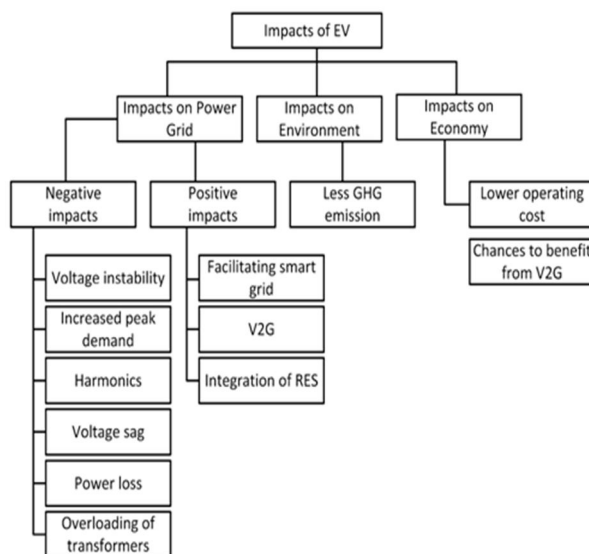 Impacts of EV
Impacts on Power
Grid
Impacts on
Environment
Impacts on
Economy
Negative
impacts
Positive
impacts
Less GHG
emission
Lower operating
cost
Chances to benefit
from V2G
Voltage instability
Increased peak
demand
Harmonics
Voltage sag
Power loss
Overloading of
transformers
Facilitating smart
grid
V2G
Integration of RES